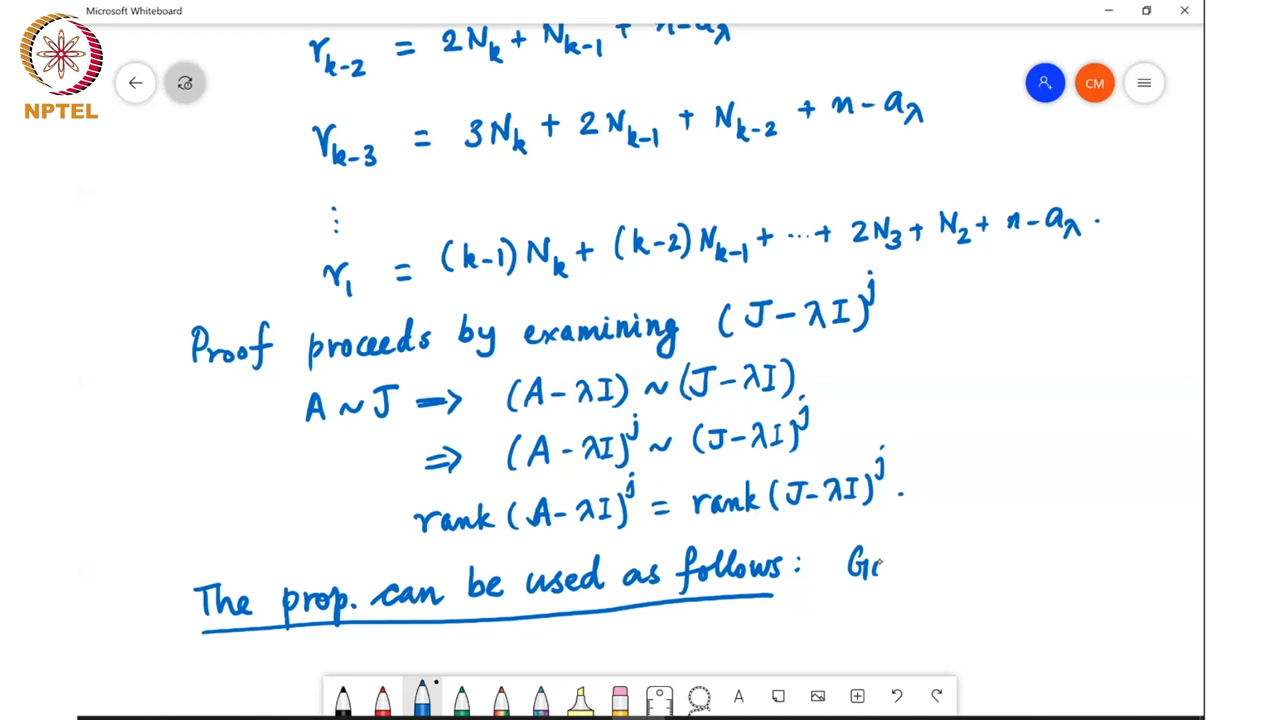 Microsoft Whiteboard
NPTEL
CM
r_{k-2} = 2N_k + N_{k-1} + n-a_λ
r_{k-3} = 3N_k + 2N_{k-1} + N_{k-2} + n-a_λ
⋮
r_1 = (k-1)N_k + (k-2)N_{k-1} + ⋯ + 2N_3 + N_2 + n-a_λ .
Proof proceeds by examining (J-λI)^j
A ~ J ⇒ (A-λI) ~ (J-λI)
⇒ (A-λI)^j ~ (J-λI)^j
rank (A-λI)^j = rank (J-λI)^j .
The prop. can be used as follows:
A